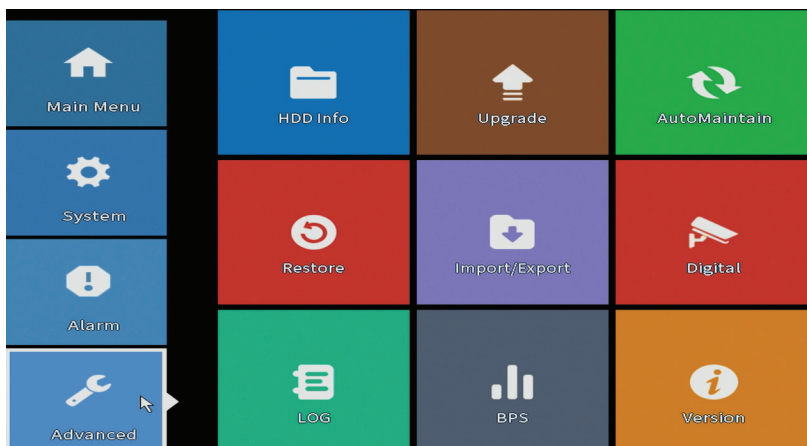 Main Menu
System
Alarm
Advanced
HDD Info
Upgrade
AutoMaintain
Restore
Import/Export
Digital
LOG
BPS
Version